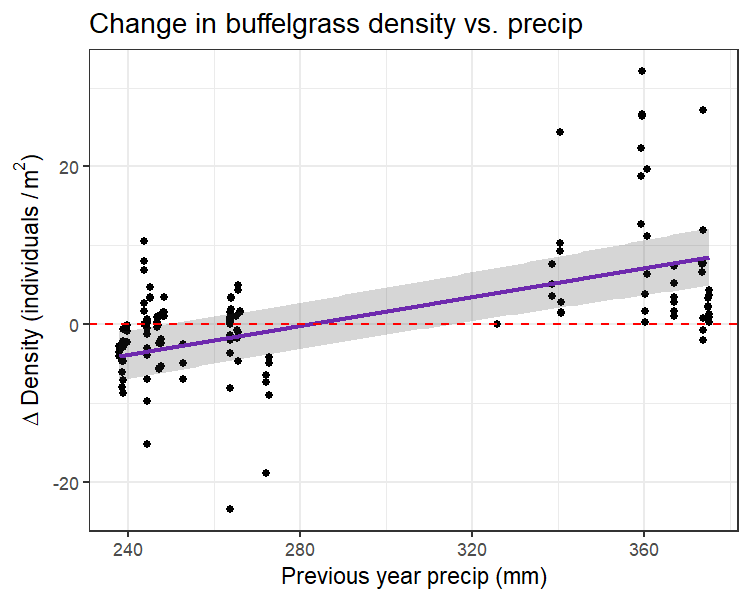 Change in buffelgrass density vs. precip
Δ Density (individuals / m²)
20
0
-20
240 280 320 360
Previous year precip (mm)